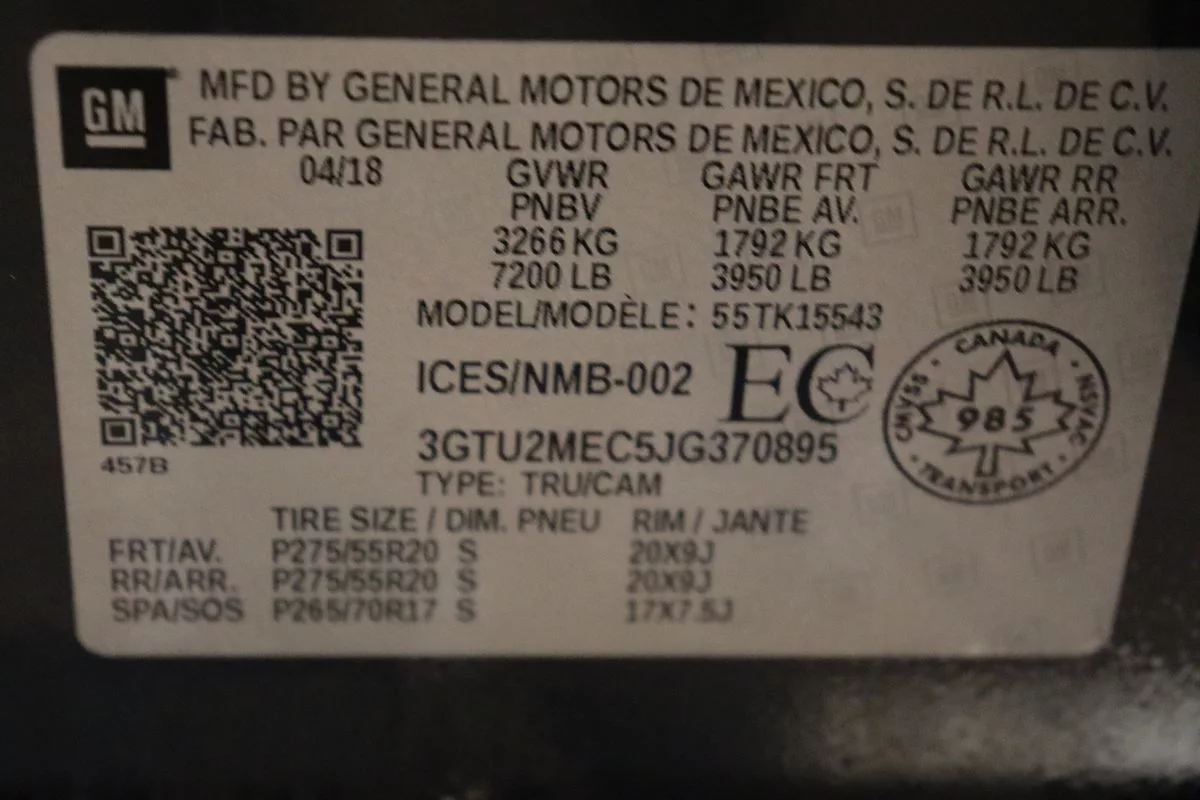 GM
MFD BY GENERAL MOTORS DE MEXICO, S. DE R.L. DE C.V.
FAB. PAR GENERAL MOTORS DE MEXICO, S. DE R.L. DE C.V.
04/18 GVWR GAWR FRT GAWR RR
PNBV PNBE AV. PNBE ARR.
3266 KG 1792 KG 1792 KG
7200 LB 3950 LB 3950 LB
MODEL/MODÈLE: 55TK15543
ICES/NMB-002 EC
CANADA
CMVSS 985 NSVAC
TRANSPORT
3GTU2MEC5JG370895
457B
TYPE: TRU/CAM
TIRE SIZE / DIM. PNEU RIM / JANTE
FRT/AV. P275/55R20 S 20X9J
RR/ARR. P275/55R20 S 20X9J
SPA/SOS P265/70R17 S 17X7.5J